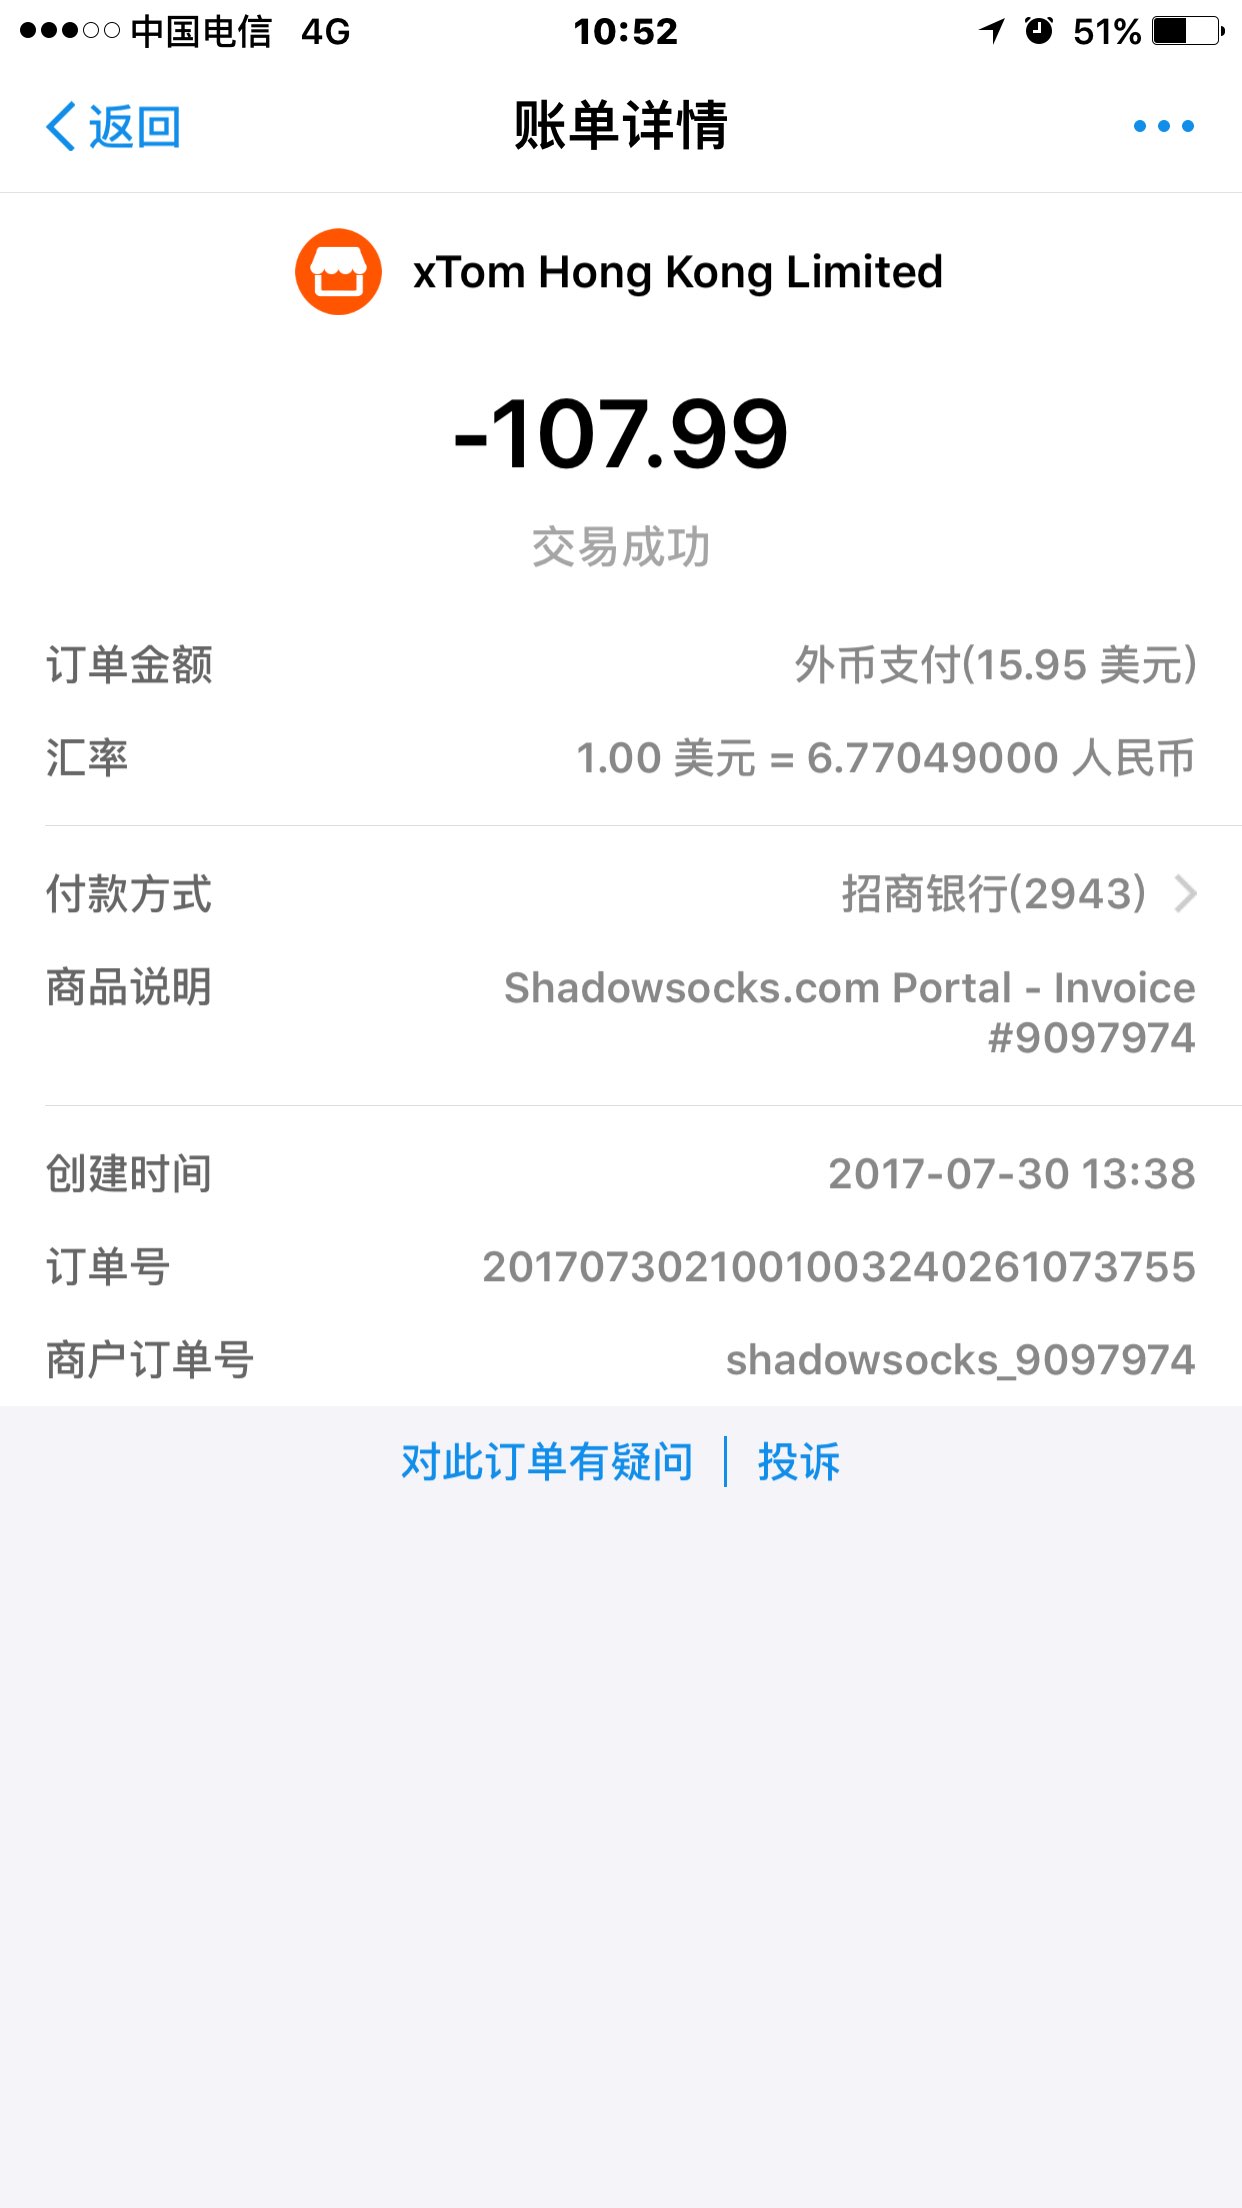 中国电信 4G 10:52 51%
返回 账单详情
xTom Hong Kong Limited
-107.99
交易成功
订单金额 外币支付(15.95 美元)
汇率 1.00 美元 = 6.77049000 人民币
付款方式 招商银行(2943)
商品说明 Shadowsocks.com Portal - Invoice
#9097974
创建时间 2017-07-30 13:38
订单号 2017073021001003240261073755
商户订单号 shadowsocks_9097974
对此订单有疑问 投诉